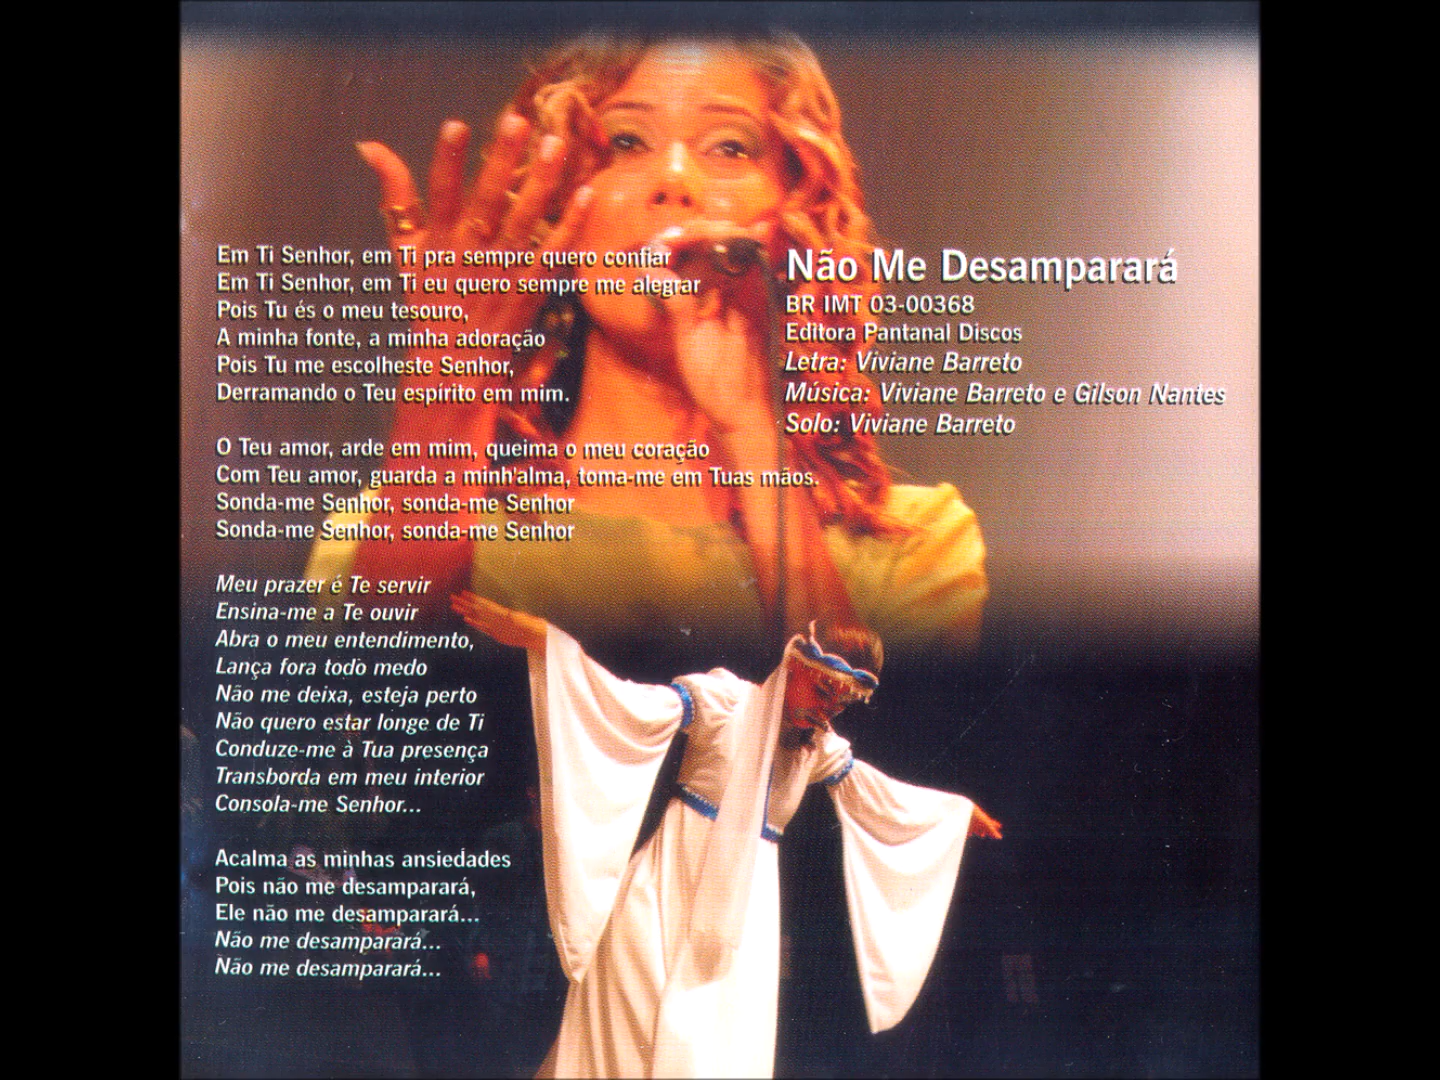 Em Ti Senhor, em Ti pra sempre quero confiar
Em Ti Senhor, em Ti eu quero sempre me alegrar
Pois Tu és o meu tesouro,
A minha fonte, a minha adoração
Pois Tu me escolheste Senhor,
Derramando o Teu espírito em mim.
O Teu amor, arde em mim, queima o meu coração
Com Teu amor, guarda a minh'alma, toma-me em Tuas mãos.
Sonda-me Senhor, sonda-me Senhor
Sonda-me Senhor, sonda-me Senhor
Meu prazer é Te servir
Ensina-me a Te ouvir
Abra o meu entendimento,
Lança fora todo medo
Não me deixa, esteja perto
Não quero estar longe de Ti
Conduze-me à Tua presença
Transborda em meu interior
Consola-me Senhor...
Acalma as minhas ansiedades
Pois não me desamparará,
Ele não me desamparará...
Não me desamparará...
Não me desamparará...
Não Me Desamparará
BR IMT 03-00368
Editora Pantanal Discos
Letra: Viviane Barreto
Música: Viviane Barreto e Gilson Nantes
Solo: Viviane Barreto